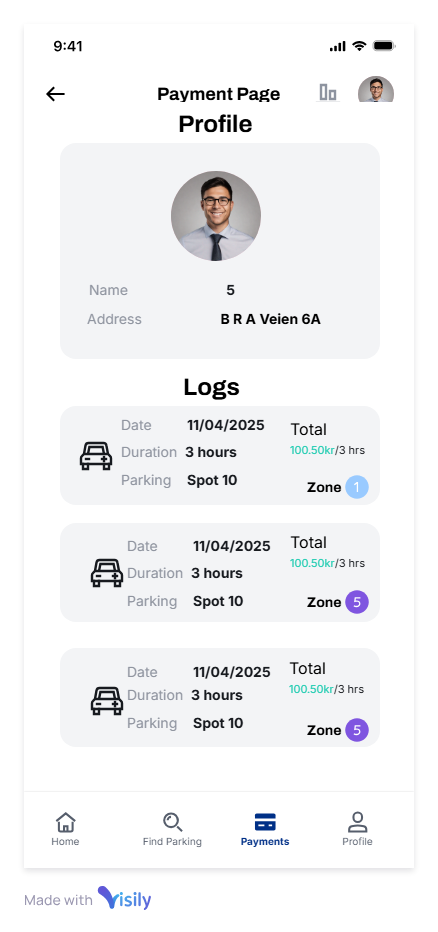 9:41
Payment Page
Profile
Name 5
Address B R A Veien 6A
Logs
Date 11/04/2025 Total
Duration 3 hours 100.50kr/3 hrs
Parking Spot 10 Zone 1
Date 11/04/2025 Total
Duration 3 hours 100.50kr/3 hrs
Parking Spot 10 Zone 5
Date 11/04/2025 Total
Duration 3 hours 100.50kr/3 hrs
Parking Spot 10 Zone 5
Home Find Parking Payments Profile
Made with Visily